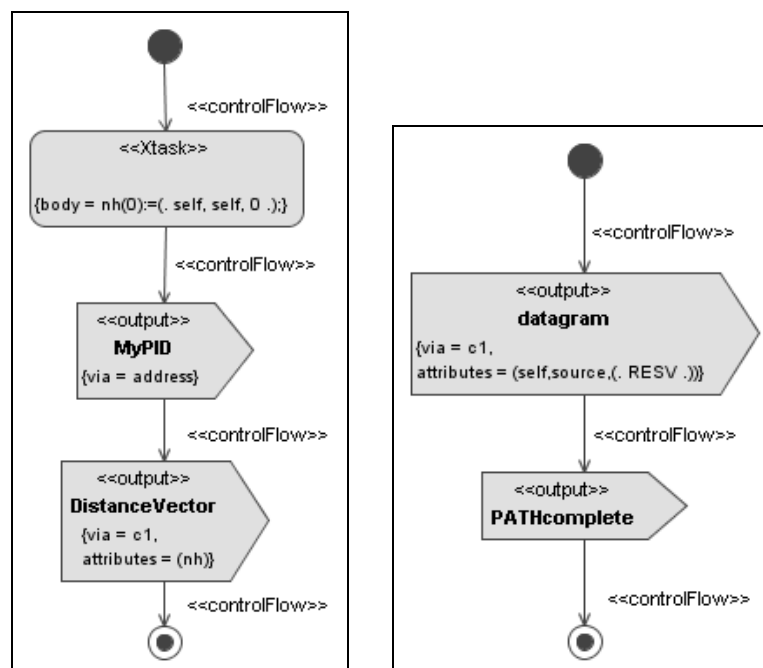 <<controlFlow>>
<<Xtask>>
{body = nh(0):=(. self, self, 0 .);}
<<controlFlow>>
<<output>>
MyPID
{via = address}
<<controlFlow>>
<<output>>
DistanceVector
{via = c1,
attributes = (nh)}
<<controlFlow>>
<<controlFlow>>
<<output>>
datagram
{via = c1,
attributes = (self,source,(. RESV .))}
<<controlFlow>>
<<output>>
PATHcomplete
<<controlFlow>>